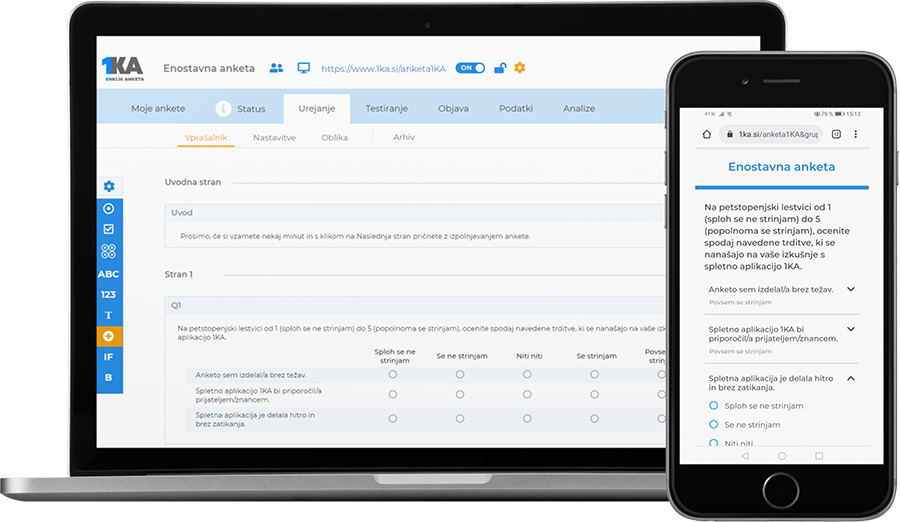 1KA
ENKLIK ANKETA
Enostavna anketa
https://www.1ka.si/anketa1KA
ON
Moje ankete
i
Status
Urejanje
Testiranje
Objava
Podatki
Analize
Vprašalnik
Nastavitve
Oblika
Arhiv
ABC
123
T
IF
B
Uvodna stran
Uvod
Prosimo, če si vzamete nekaj minut in s klikom na Naslednja stran pričnete z izpolnjevanjem ankete.
Stran 1
Q1
Na petstopenjski lestvici od 1 (sploh se ne strinjam) do 5 (popolnoma se strinjam), ocenite spodaj navedene trditve, ki se nanašajo na vaše izk
aplikacijo 1KA.
Sploh se ne
strinjam
Se ne strinjam
Niti niti
Se strinjam
Povse
strinj
Anketo sem izdelal/a brez težav.
Spletno aplikacijo 1KA bi priporočil/a
prijateljem/znancem.
Spletna aplikacija je delala hitro in
brez zatikanja.
A1 SI
79 %
15:13
1ka.si/anketa1KA&grup
Enostavna anketa
Na petstopenjski lestvici od 1
(sploh se ne strinjam) do 5
(popolnoma se strinjam), ocenite
spodaj navedene trditve, ki se
nanašajo na vaše izkušnje s
spletno aplikacijo 1KA.
Anketo sem izdelal/a brez težav.
Povsem se strinjam
Spletno aplikacijo 1KA bi
priporočil/a prijateljem/znancem.
Povsem se strinjam
Spletna aplikacija je delala hitro
in brez zatikanja.
Sploh se ne strinjam
Se ne strinjam
Niti niti